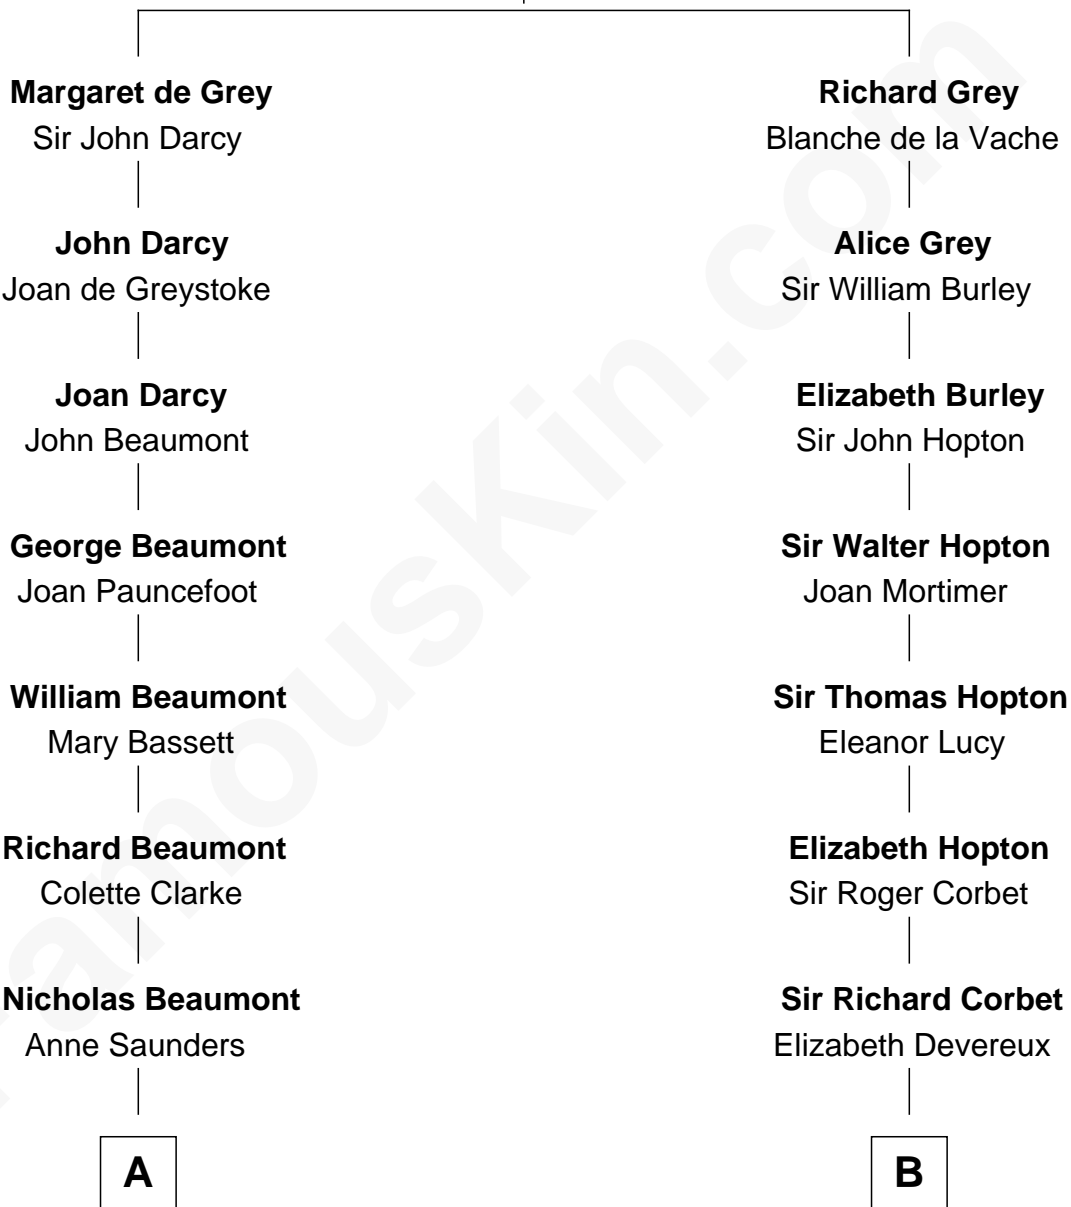 Margaret de Grey
Sir John Darcy
John Darcy
Joan de Greystoke
Joan Darcy
John Beaumont
George Beaumont
Joan Pauncefoot
William Beaumont
Mary Bassett
Richard Beaumont
Colette Clarke
Nicholas Beaumont
Anne Saunders
A
Richard Grey
Blanche de la Vache
Alice Grey
Sir William Burley
Elizabeth Burley
Sir John Hopton
Sir Walter Hopton
Joan Mortimer
Sir Thomas Hopton
Eleanor Lucy
Elizabeth Hopton
Sir Roger Corbet
Sir Richard Corbet
Elizabeth Devereux
B
FamousKin.com